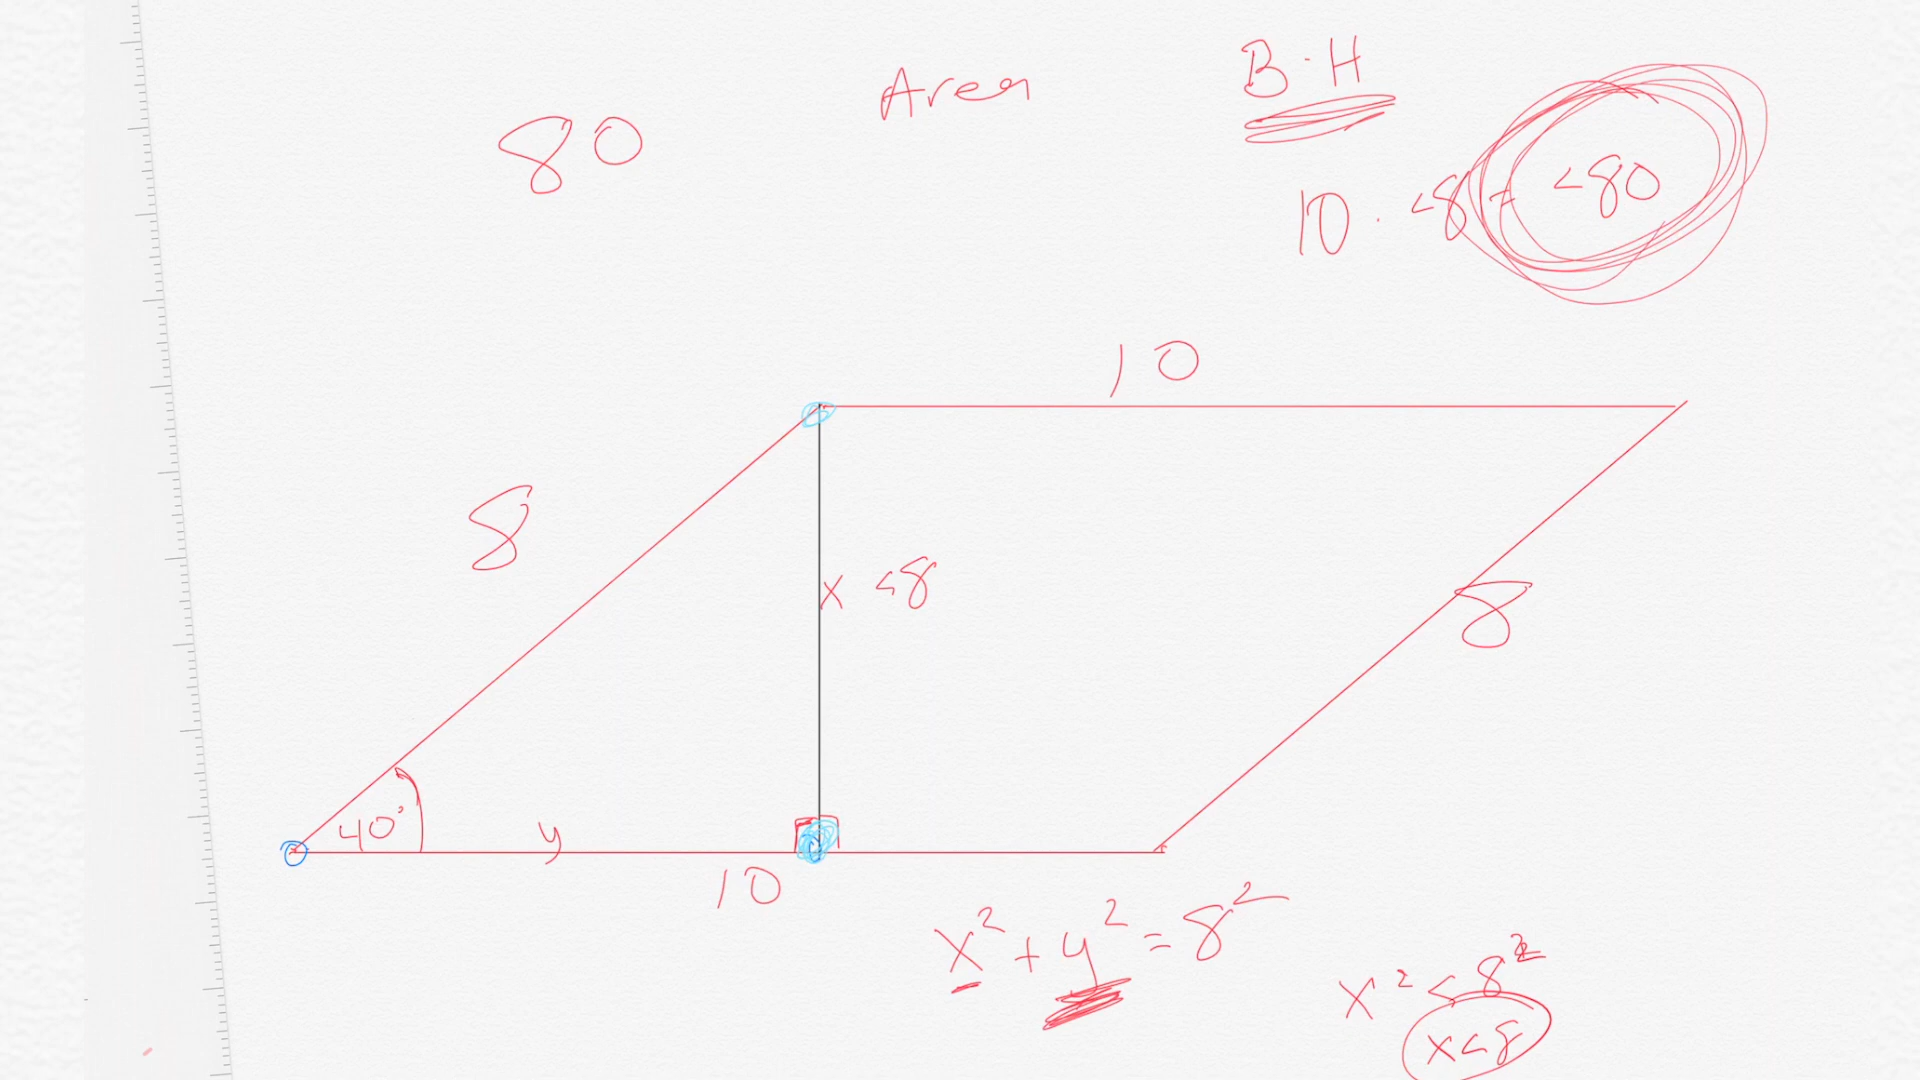 Area
B·H
80
10 · <8 = <80
10
8
x <8
8
40°
y
10
x² + y² = 8²
x² < 8²
x<8